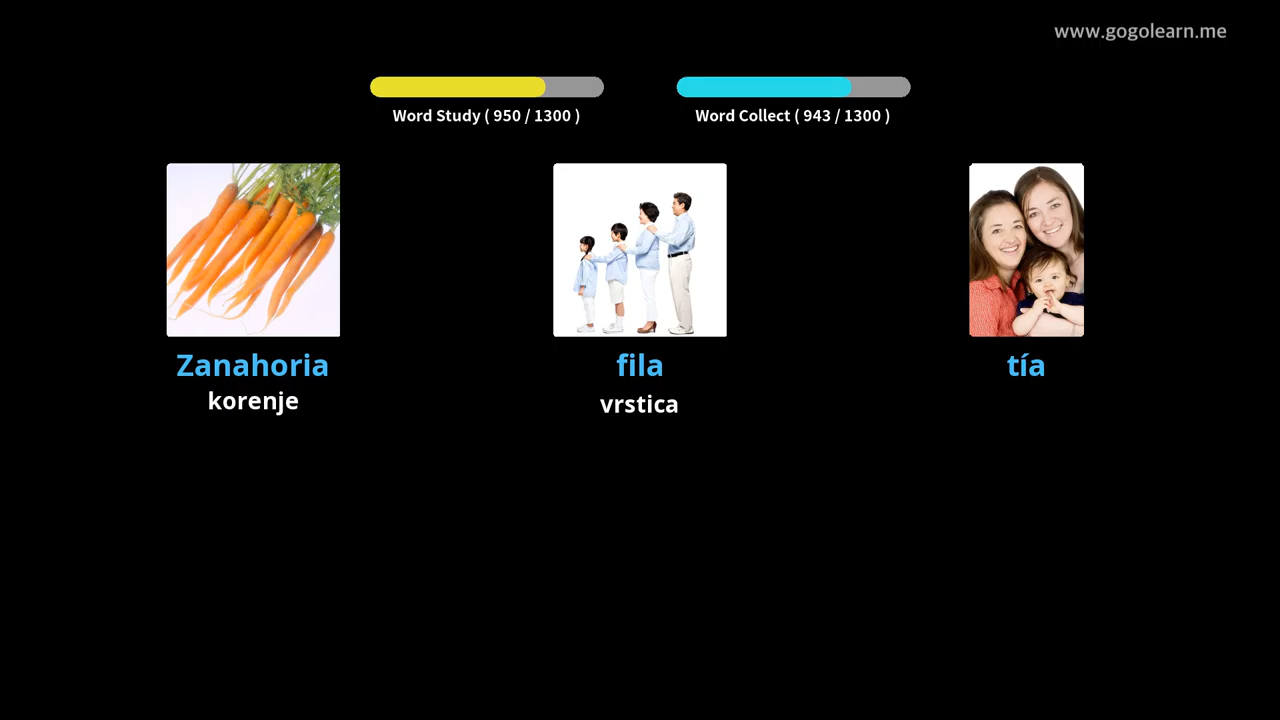 www.gogolearn.me
Word Study ( 950 / 1300 )
Word Collect ( 943 / 1300 )
Zanahoria
korenje
fila
vrstica
tía